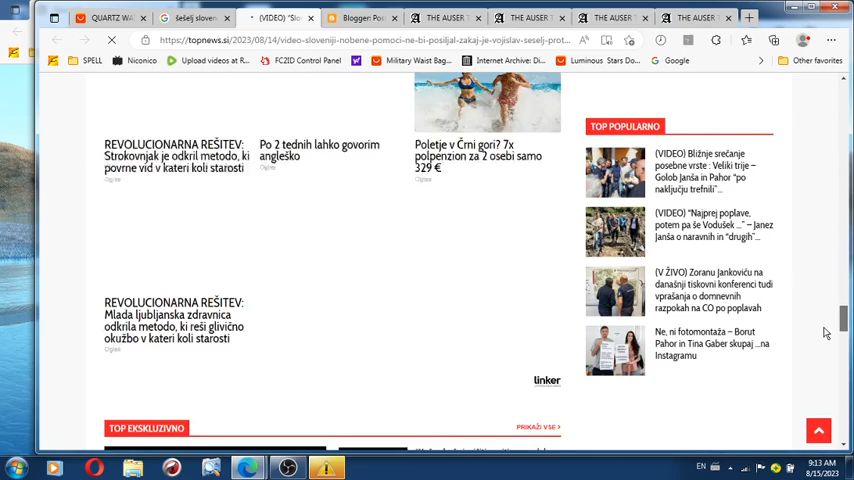 QUARTZ WA
šešelj sloven
(VIDEO) "Slo
Blogger: Pos
THE AUSER T
THE AUSER T
THE AUSER T
THE AUSER T
https://topnews.si/2023/08/14/video-sloveniji-nobene-pomoci-ne-bi-posiljal-zakaj-je-vojislav-seselj-prot...
SPELL
Niconico
Upload videos at R...
FC2ID Control Panel
Military Waist Bag...
Internet Archive: Di...
Luminous Stars Do...
Google
Other favorites
REVOLUCIONARNA REŠITEV:
Strokovnjak je odkril metodo, ki
povrne vid v kateri koli starosti
Oglas
Po 2 tednih lahko govorim
angleško
Oglas
Poletje v Črni gori? 7x
polpenzion za 2 osebi samo
329 €
Oglas
REVOLUCIONARNA REŠITEV:
Mlada ljubljanska zdravnica
odkrila metodo, ki reši glivično
okužbo v kateri koli starosti
Oglas
linker
TOP EKSKLUZIVNO
PRIKAŽI VSE >
TOP POPULARNO
(VIDEO) Bližnje srečanje
posebne vrste : Veliki trije –
Golob Janša in Pahor "po
naključju trefnili"...
(VIDEO) "Najprej poplave,
potem pa še Vodušek ..." – Janez
Janša o naravnih in "drugih"...
(V ŽIVO) Zoranu Jankoviću na
današnji tiskovni konferenci tudi
vprašanja o domnevnih
razpokah na CO po poplavah
Ne, ni fotomontaža – Borut
Pahor in Tina Gaber skupaj ...na
Instagramu
EN
9:13 AM
8/15/2023